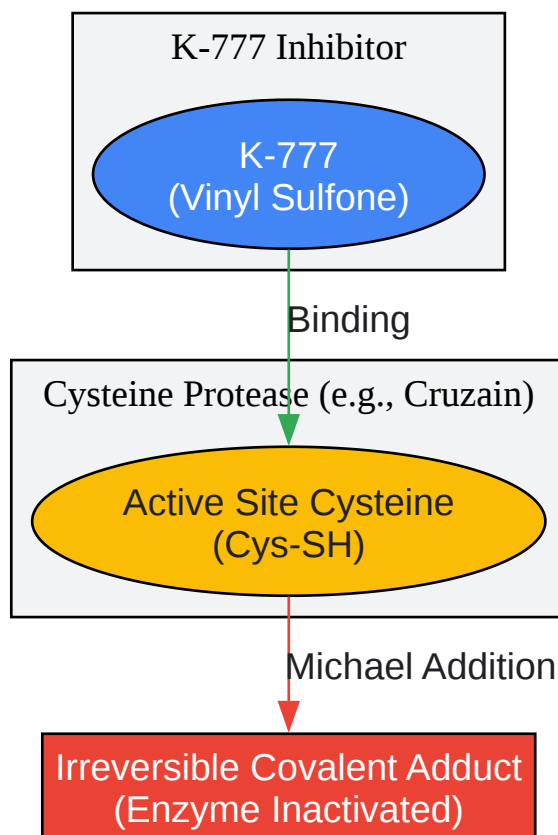 K-777 Inhibitor
K-777
(Vinyl Sulfone)
Binding
Cysteine Protease (e.g., Cruzain)
Active Site Cysteine
(Cys-SH)
Michael Addition
Irreversible Covalent Adduct
(Enzyme Inactivated)